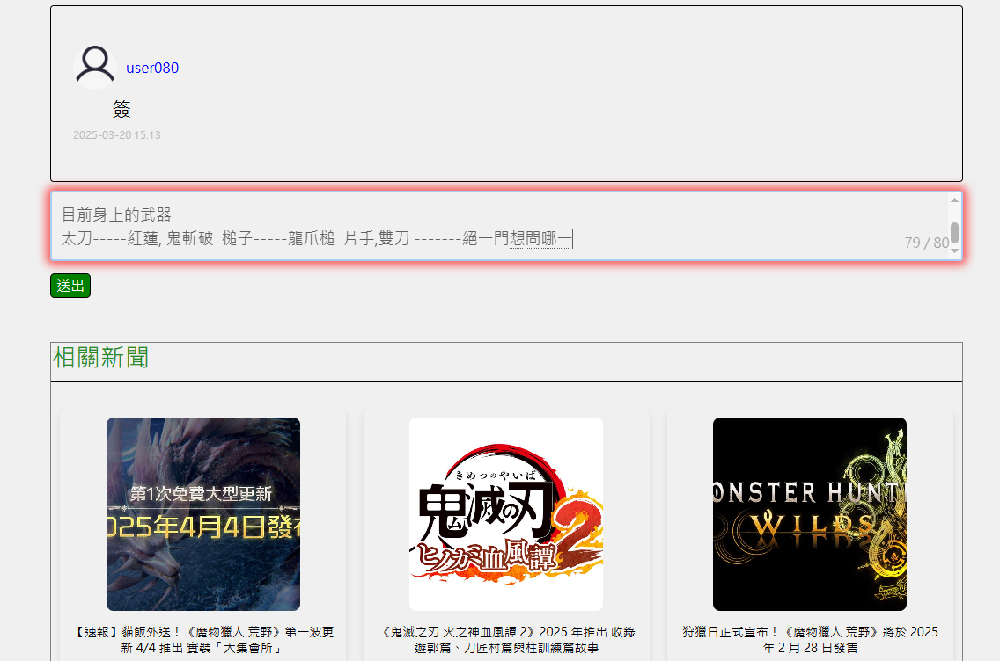 user080
簽
2025-03-20 15:13
目前身上的武器
太刀-----紅蓮, 鬼斬破  槌子-----龍爪槌  片手,雙刀 -------絕一門想問哪一
79 / 80
送出
相關新聞
第1次免費大型更新
2025年4月4日發布
きめつのやいば
鬼滅の刃2
ヒノカミ血風譚
MONSTER HUNTER
WILDS
【速報】貓飯外送！《魔物獵人 荒野》第一波更
新 4/4 推出 實裝「大集會所」
《鬼滅之刃 火之神血風譚 2》2025 年推出 收錄
遊郭篇、刀匠村篇與柱訓練篇故事
狩獵日正式宣布！《魔物獵人 荒野》將於 2025
年 2 月 28 日發售